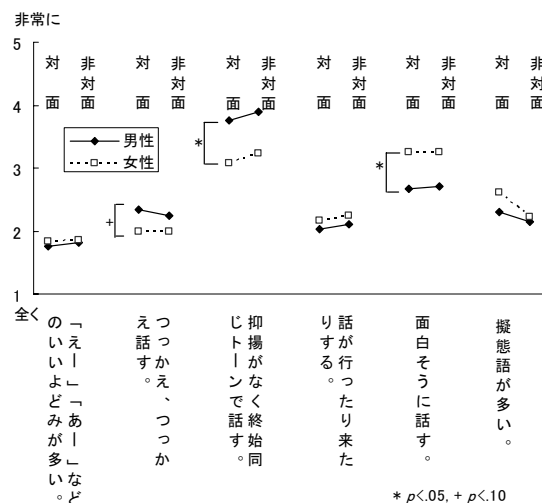 非常に
5
4
3
2
1
全く
対面
非対面
対面
非対面
対面
非対面
対面
非対面
対面
非対面
対面
非対面
男性
女性
+
*
*
「えー」「あー」など
のいいよどみが多い。
つっかえ、つっか
え話す。
抑揚がなく終始同
じトーンで話す。
話が行ったり来た
りする。
面白そうに話す。
擬態語が多い。
* p<.05, + p<.10